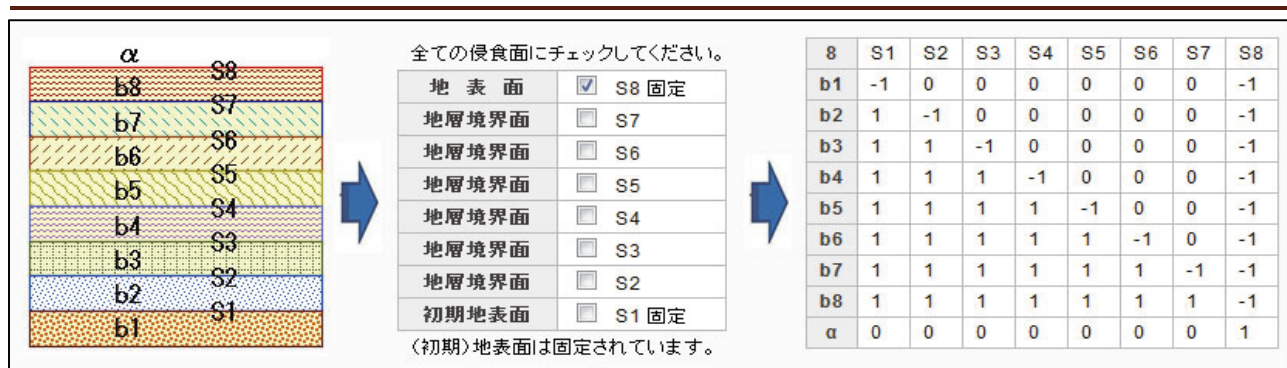 α
S8
b8
S7
b7
S6
b6
S5
b5
S4
b4
S3
b3
S2
b2
S1
b1
全ての侵食面にチェックしてください。
地 表 面 S8 固定
地層境界面 S7
地層境界面 S6
地層境界面 S5
地層境界面 S4
地層境界面 S3
地層境界面 S2
初期地表面 S1 固定
(初期)地表面は固定されています。
8 S1 S2 S3 S4 S5 S6 S7 S8
b1 -1 0 0 0 0 0 0 -1
b2 1 -1 0 0 0 0 0 -1
b3 1 1 -1 0 0 0 0 -1
b4 1 1 1 -1 0 0 0 -1
b5 1 1 1 1 -1 0 0 -1
b6 1 1 1 1 1 -1 0 -1
b7 1 1 1 1 1 1 -1 -1
b8 1 1 1 1 1 1 1 -1
α 0 0 0 0 0 0 0 1